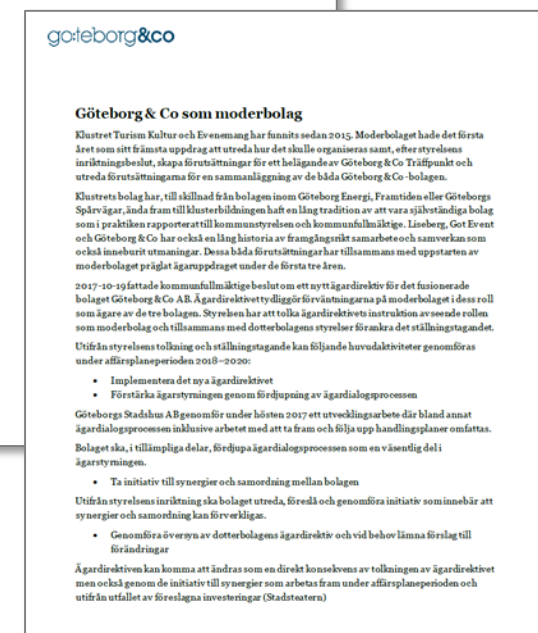 go:teborg&co
Göteborg & Co som moderbolag
Klustret Turism Kultur och Evenemang har funnits sedan 2015. Moderbolaget hade det första
året som sitt främsta uppdrag att utreda hur det skulle organiseras samt, efter styrelsens
inriktningsbeslut, skapa förutsättningar för ett helägande av Göteborg & Co Träffpunkt och
utreda förutsättningarna för en sammanläggning av de båda Göteborg & Co -bolagen.
Klustrets bolag har, till skillnad från bolagen inom Göteborg Energi, Framtiden eller Göteborgs
Spårvägar, ända fram till klusterbildningen haft en lång tradition av att vara självständiga bolag
som i praktiken rapporterat till kommunstyrelsen och kommunfullmäktige. Liseberg, Got Event
och Göteborg & Co har också en lång historia av framgångsrikt samarbete och samverkan som
också inneburit utmaningar. Dessa båda förutsättningar har tillsammans med uppstarten av
moderbolaget präglat ägaruppdraget under de första tre åren.
2017-10-19 fattade kommunfullmäktige beslut om ett nytt ägardirektiv för det fusionerade
bolaget Göteborg & Co AB. Ägardirektivet tydliggör förväntningarna på moderbolaget i dess roll
som ägare av de tre bolagen. Styrelsen har att tolka ägardirektivets instruktion avseende rollen
som moderbolag och tillsammans med dotterbolagens styrelser förankra det ställningstagandet.
Utifrån styrelsens tolkning och ställningstagande kan följande huvudaktiviteter genomföras
under affärsplaneperioden 2018–2020:
• Implementera det nya ägardirektivet
• Förstärka ägarstyrningen genom fördjupning av ägardialogsprocessen
Göteborgs Stadshus AB genomför under hösten 2017 ett utvecklingsarbete där bland annat
ägardialogsprocessen inklusive arbetet med att ta fram och följa upp handlingsplaner omfattas.
Bolaget ska, i tillämpliga delar, fördjupa ägardialogsprocessen som en väsentlig del i
ägarstyrningen.
• Ta initiativ till synergier och samordning mellan bolagen
Utifrån styrelsens inriktning ska bolaget utreda, föreslå och genomföra initiativ som innebär att
synergier och samordning kan förverkligas.
• Genomföra översyn av dotterbolagens ägardirektiv och vid behov lämna förslag till
förändringar
Ägardirektiven kan komma att ändras som en direkt konsekvens av tolkningen av ägardirektivet
men också genom de initiativ till synergier som arbetas fram under affärsplaneperioden och
utifrån utfallet av föreslagna investeringar (Stadsteatern)